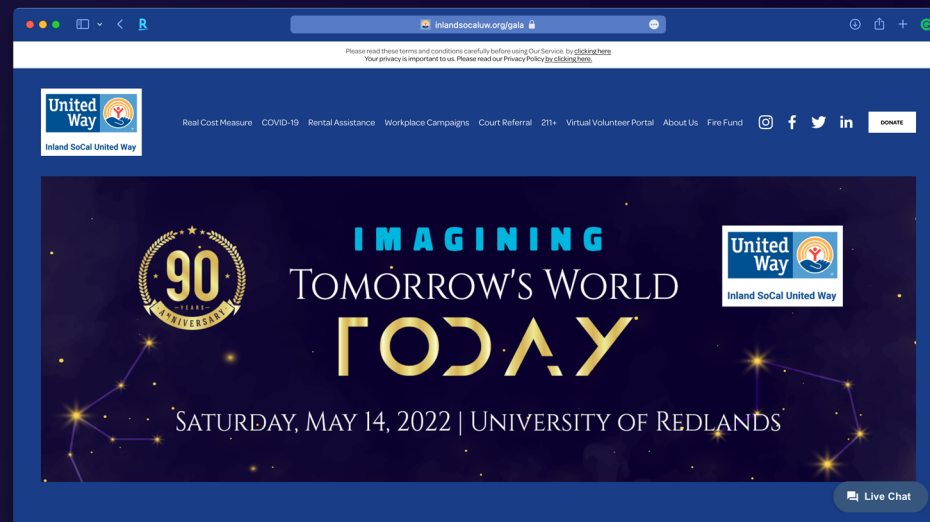 inlandsocaluw.org/gala
Please read these terms and conditions carefully before using Our Service, by clicking here
Your privacy is important to us. Please read our Privacy Policy by clicking here.
United
Way
Inland SoCal United Way
Real Cost Measure COVID-19 Rental Assistance Workplace Campaigns Court Referral 211+ Virtual Volunteer Portal About Us Fire Fund
DONATE
90
YEARS
ANNIVERSARY
IMAGINING
TOMORROW'S WORLD
TODAY
United
Way
Inland SoCal United Way
SATURDAY, MAY 14, 2022 | UNIVERSITY OF REDLANDS
Live Chat